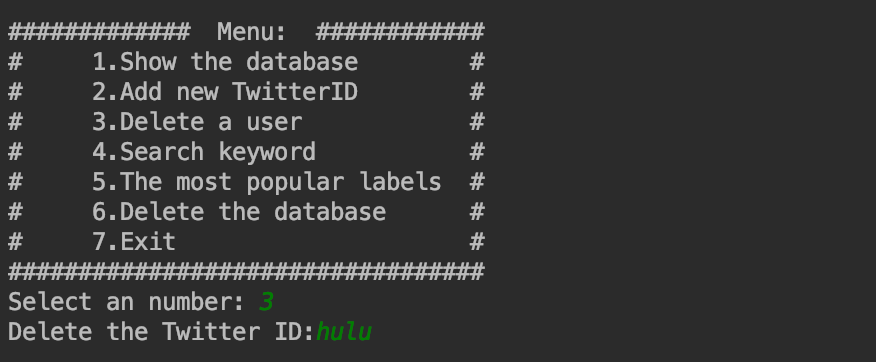 #############  Menu:  ############
#     1.Show the database        #
#     2.Add new TwitterID        #
#     3.Delete a user            #
#     4.Search keyword           #
#     5.The most popular labels  #
#     6.Delete the database      #
#     7.Exit                     #
##################################
Select an number: 3
Delete the Twitter ID:hulu